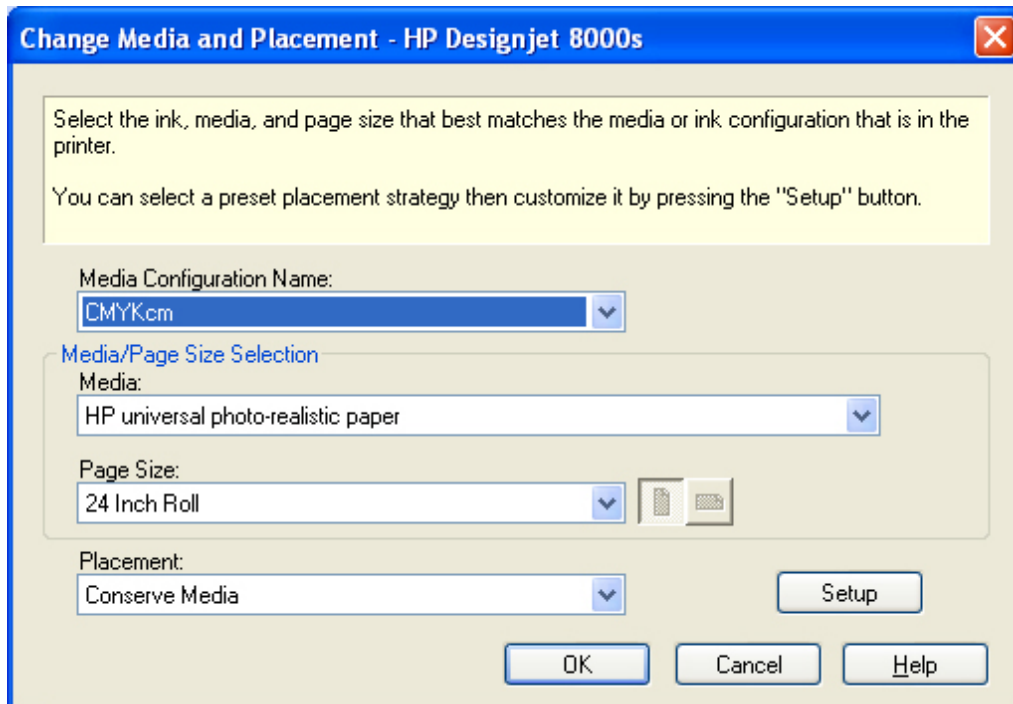 Change Media and Placement - HP Designjet 8000s
Select the ink, media, and page size that best matches the media or ink configuration that is in the
printer.
You can select a preset placement strategy then customize it by pressing the "Setup" button.
Media Configuration Name:
CMYKcm
Media/Page Size Selection
Media:
HP universal photo-realistic paper
Page Size:
24 Inch Roll
Placement:
Conserve Media
Setup
OK Cancel Help